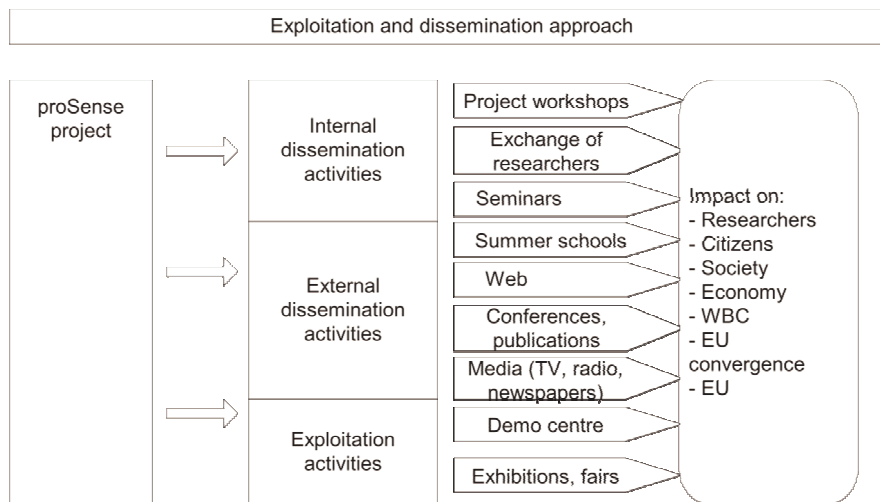 Exploitation and dissemination approach
proSense
project
Internal
dissemination
activities
External
dissemination
activities
Exploitation
activities
Project workshops
Exchange of
researchers
Seminars
Summer schools
Web
Conferences,
publications
Media (TV, radio,
newspapers)
Demo centre
Exhibitions, fairs
Impact on:
- Researchers
- Citizens
- Society
- Economy
- WBC
- EU
convergence
- EU